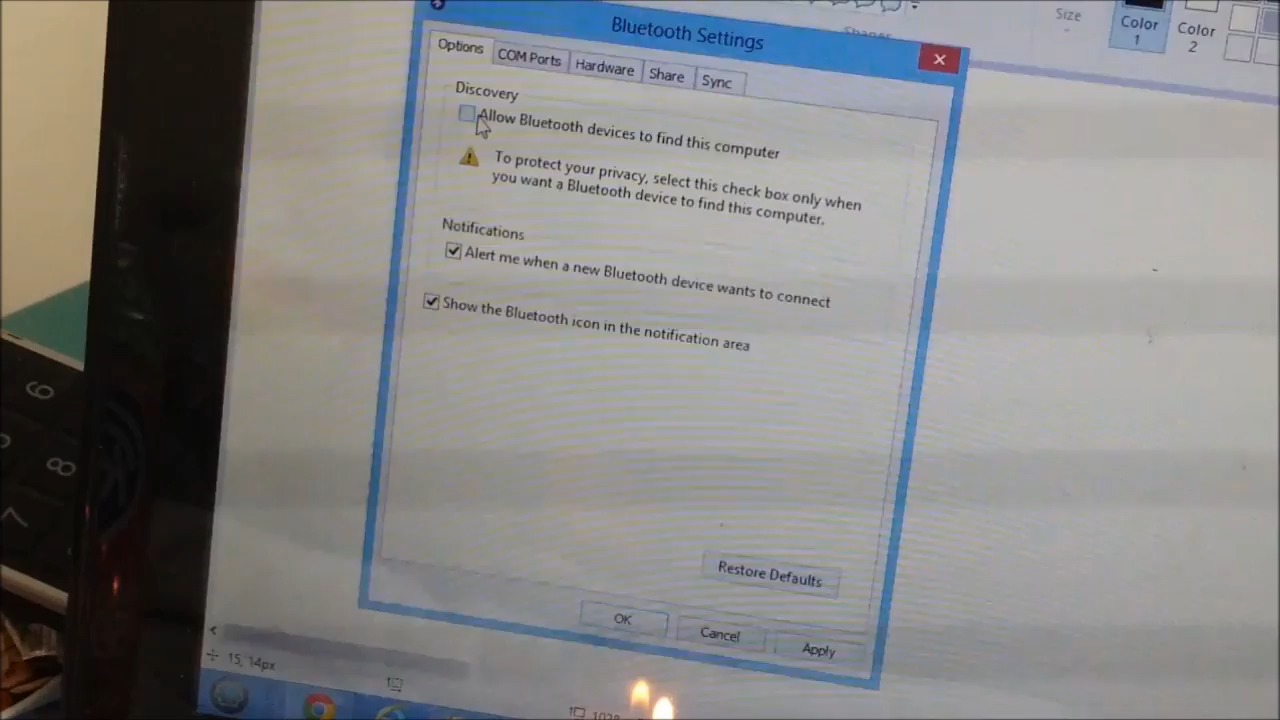 Bluetooth Settings
Size
Color
1
Color
2
Options
COM Ports
Hardware
Share
Sync
Discovery
Allow Bluetooth devices to find this computer
To protect your privacy, select this check box only when
you want a Bluetooth device to find this computer.
Notifications
Alert me when a new Bluetooth device wants to connect
Show the Bluetooth icon in the notification area
Restore Defaults
OK
Cancel
Apply
15, 14px
9
8
7